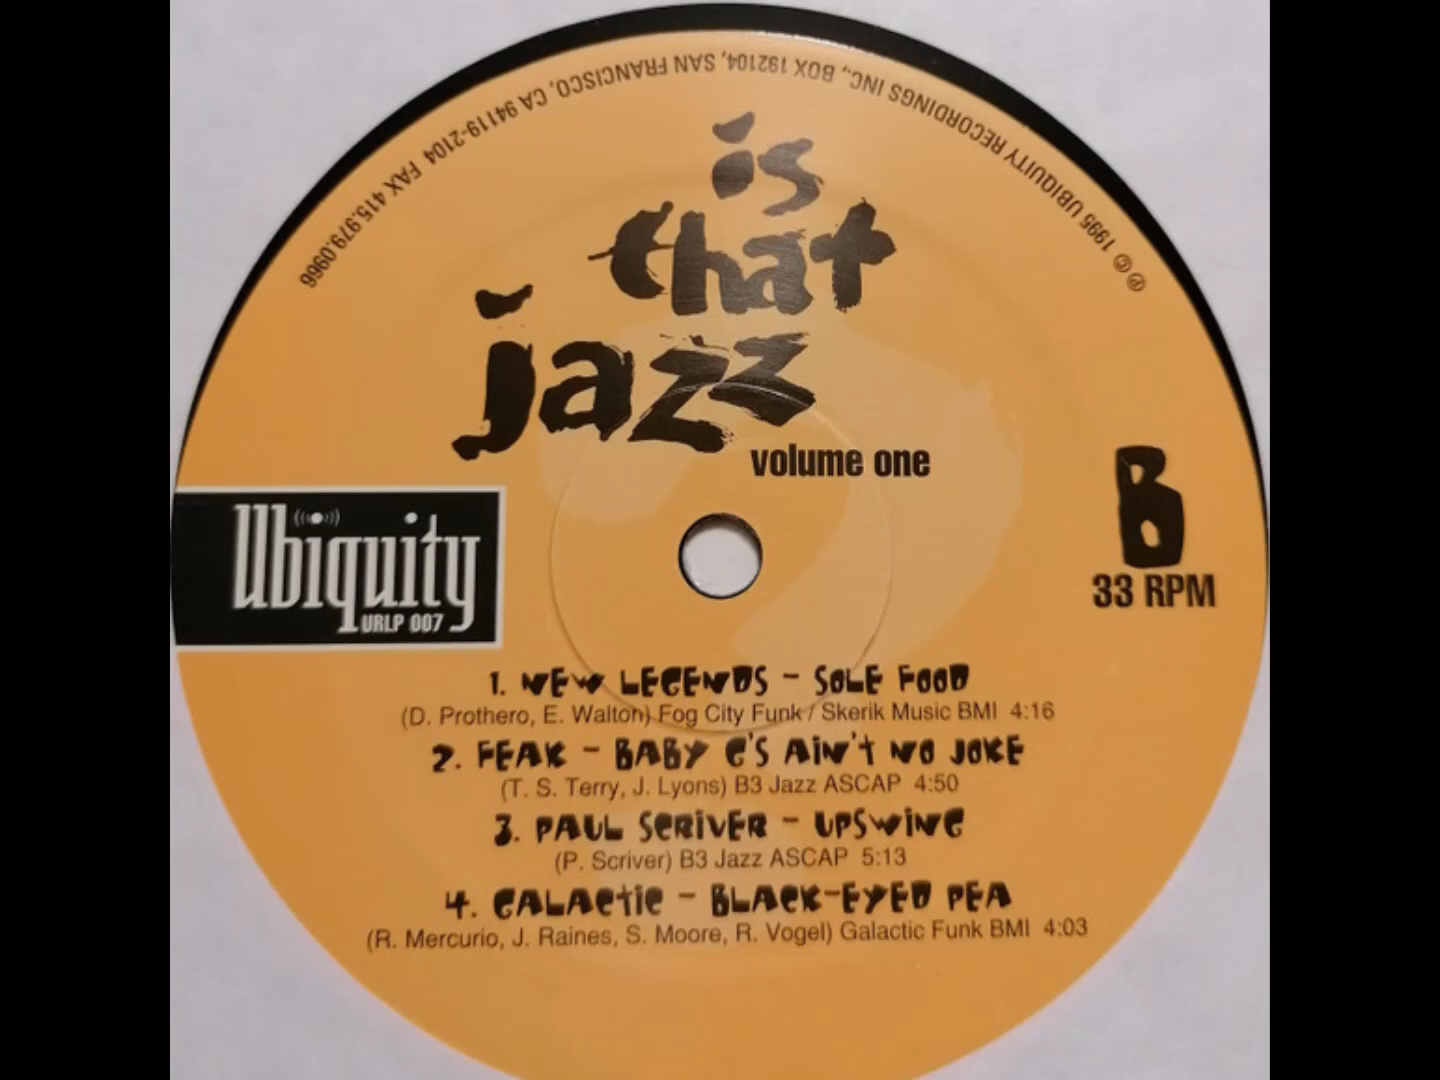 ℗ © 1995 UBIQUITY RECORDINGS INC., BOX 192104, SAN FRANCISCO, CA 94119-2104 FAX 415.979.0966
is
that
jazz
volume one
B
33 RPM
Ubiquity
URLP 007
1. NEW LEGENDS - SOLE FOOD
(D. Prothero, E. Walton) Fog City Funk / Skerik Music BMI 4:16
2. FEAK - BABY G'S AIN'T NO JOKE
(T. S. Terry, J. Lyons) B3 Jazz ASCAP 4:50
3. PAUL SCRIVER - UPSWING
(P. Scriver) B3 Jazz ASCAP 5:13
4. GALACTIC - BLACK-EYED PEA
(R. Mercurio, J. Raines, S. Moore, R. Vogel) Galactic Funk BMI 4:03